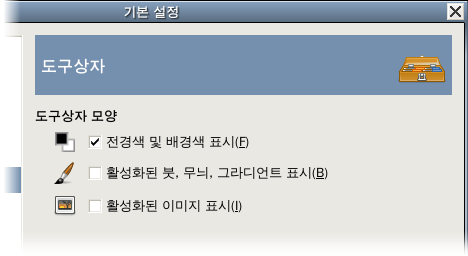 기본 설정
도구상자
도구상자 모양
전경색 및 배경색 표시(F)
활성화된 붓, 무늬, 그라디언트 표시(B)
활성화된 이미지 표시(I)